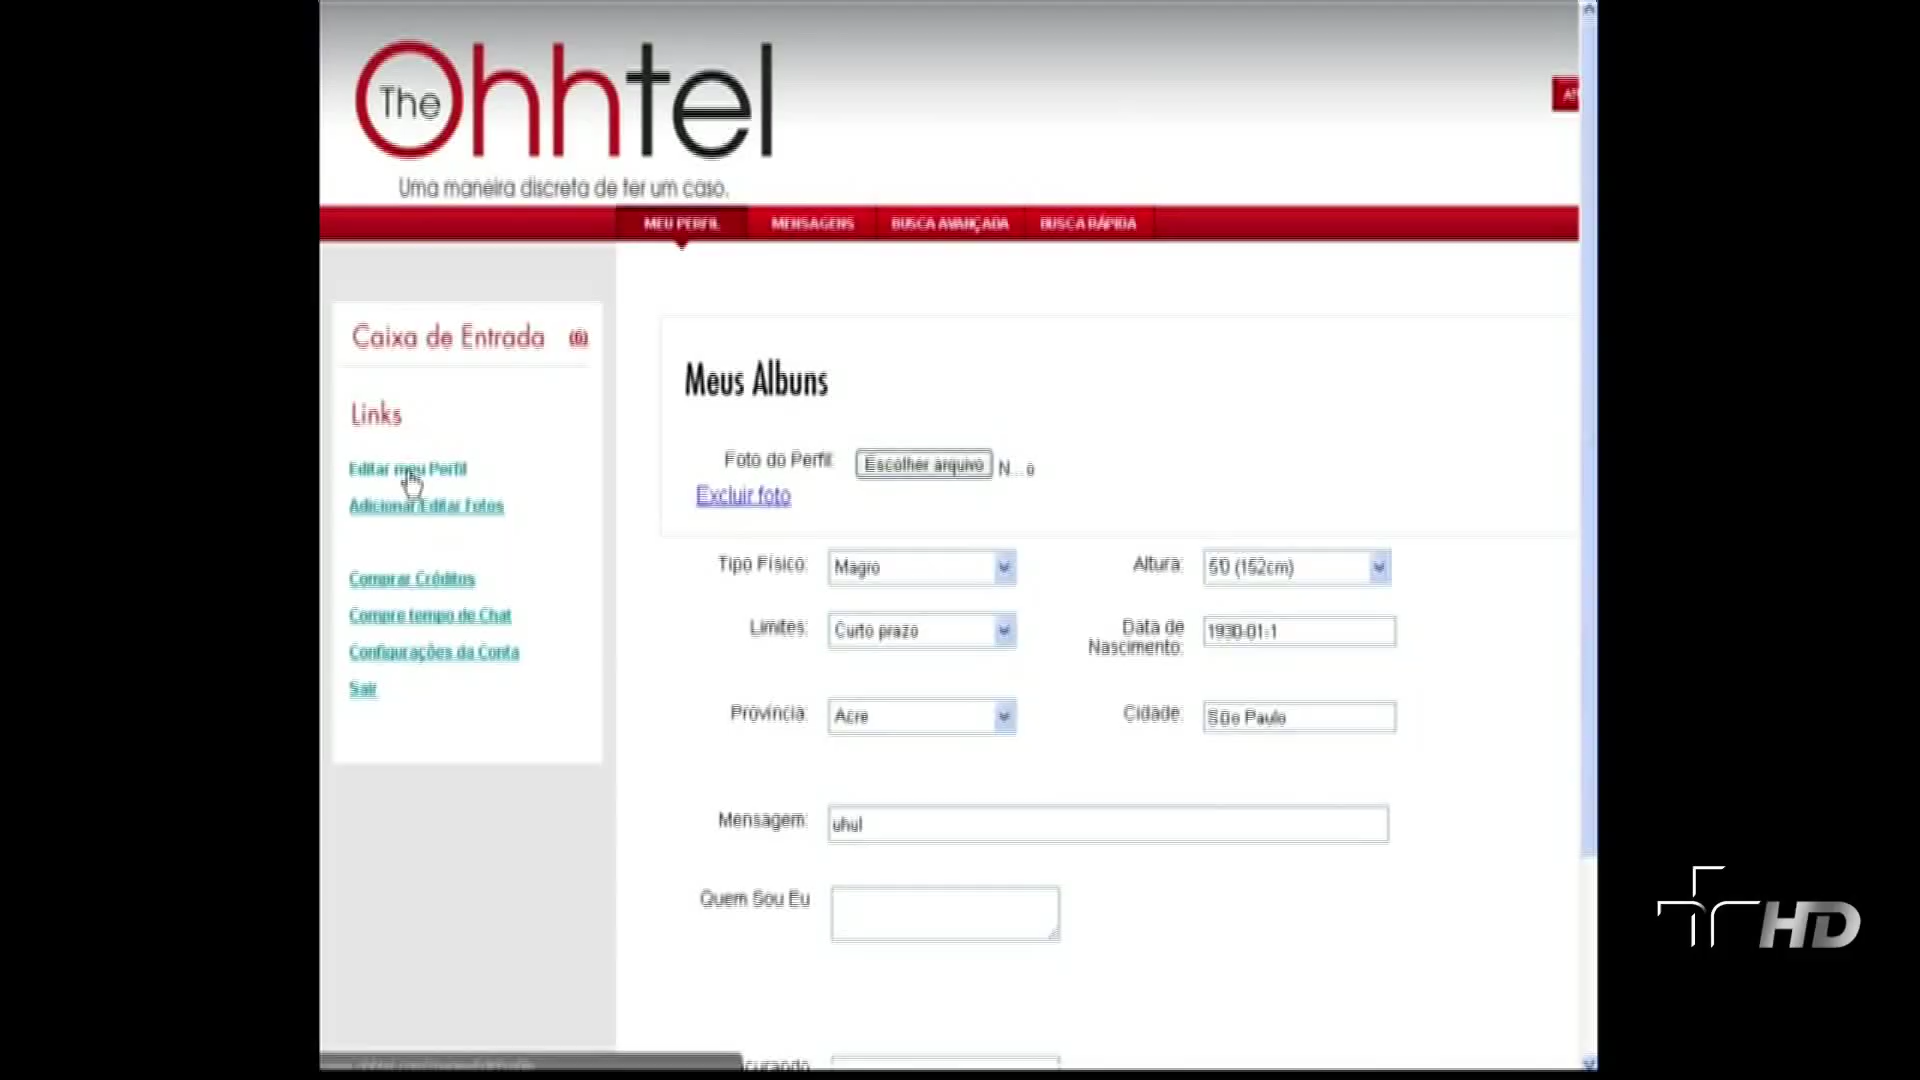 The Ohhtel
Uma maneira discreta de ter um caso.
MEU PERFIL MENSAGENS BUSCA AVANÇADA BUSCA RÁPIDA
Caixa de Entrada
Links
Editar meu Perfil
Adicionar/Editar Fotos
Comprar Créditos
Compre tempo de Chat
Configurações da Conta
Sair
Meus Albuns
Foto do Perfil: Escolher arquivo N...o
Excluir foto
Tipo Físico: Magro Altura: 5'0 (152cm)
Limites: Curto prazo Data de Nascimento: 1930-01-1
Província: Acre Cidade: São Paulo
Mensagem: uhul
Quem Sou Eu
HD